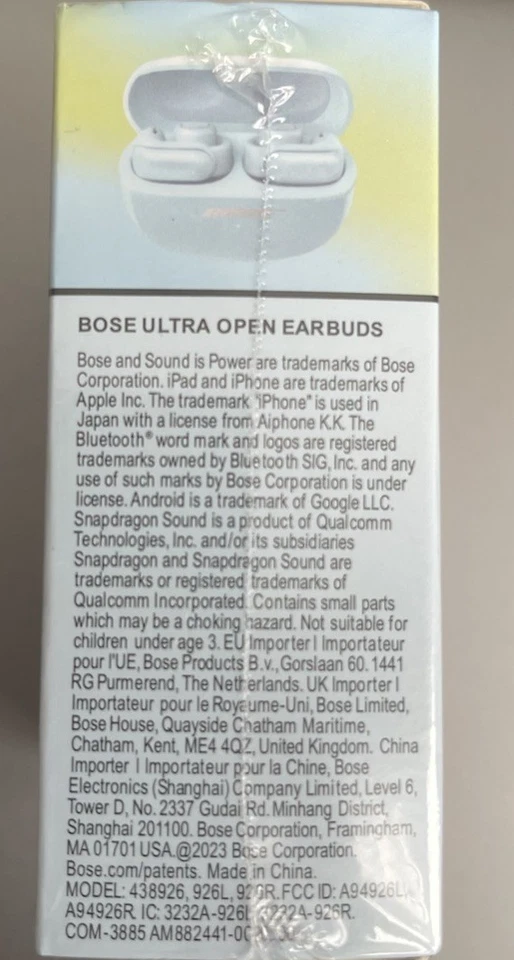 BOSE ULTRA OPEN EARBUDS
Bose and Sound is Power are trademarks of Bose
Corporation. iPad and iPhone are trademarks of
Apple Inc. The trademark "iPhone" is used in
Japan with a license from Aiphone K.K. The
Bluetooth® word mark and logos are registered
trademarks owned by Bluetooth SIG, Inc. and any
use of such marks by Bose Corporation is under
license. Android is a trademark of Google LLC.
Snapdragon Sound is a product of Qualcomm
Technologies, Inc. and/or its subsidiaries
Snapdragon and Snapdragon Sound are
trademarks or registered trademarks of
Qualcomm Incorporated. Contains small parts
which may be a choking hazard. Not suitable for
children under age 3. EU Importer I Importateur
pour l'UE, Bose Products B.v., Gorslaan 60. 1441
RG Purmerend, The Netherlands. UK Importer I
Importateur pour le Royaume-Uni, Bose Limited,
Bose House, Quayside Chatham Maritime,
Chatham, Kent, ME4 4QZ, United Kingdom. China
Importer I Importateur pour la Chine, Bose
Electronics (Shanghai) Company Limited, Level 6,
Tower D, No. 2337 Gudai Rd. Minhang District,
Shanghai 201100. Bose Corporation, Framingham,
MA 01701 USA.@2023 Bose Corporation.
Bose.com/patents. Made in China.
MODEL: 438926, 926L, 926R. FCC ID: A94926L,
A94926R. IC: 3232A-926L 3232A-926R.
COM-3885